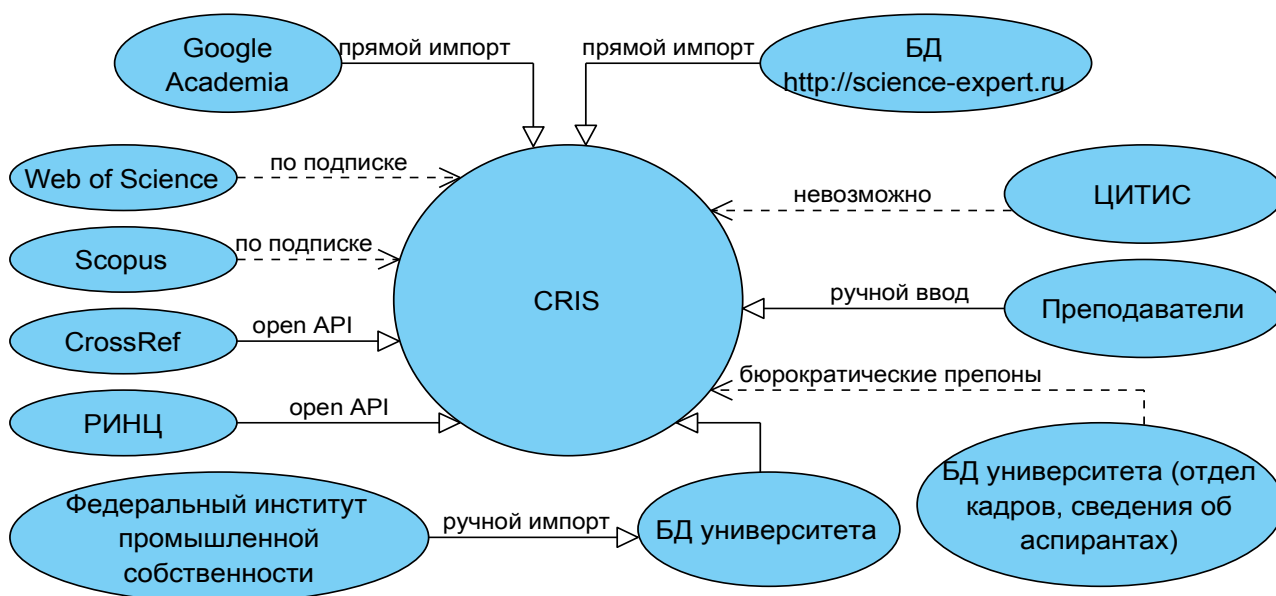 Google
Academia
прямой импорт
прямой импорт
БД
http://science-expert.ru
Web of Science
по подписке
невозможно
ЦИТИС
Scopus
по подписке
CRIS
ручной ввод
Преподаватели
CrossRef
open API
бюрократические препоны
РИНЦ
open API
БД университета (отдел
кадров, сведения об
аспирантах)
Федеральный институт
промышленной
собственности
ручной импорт
БД университета